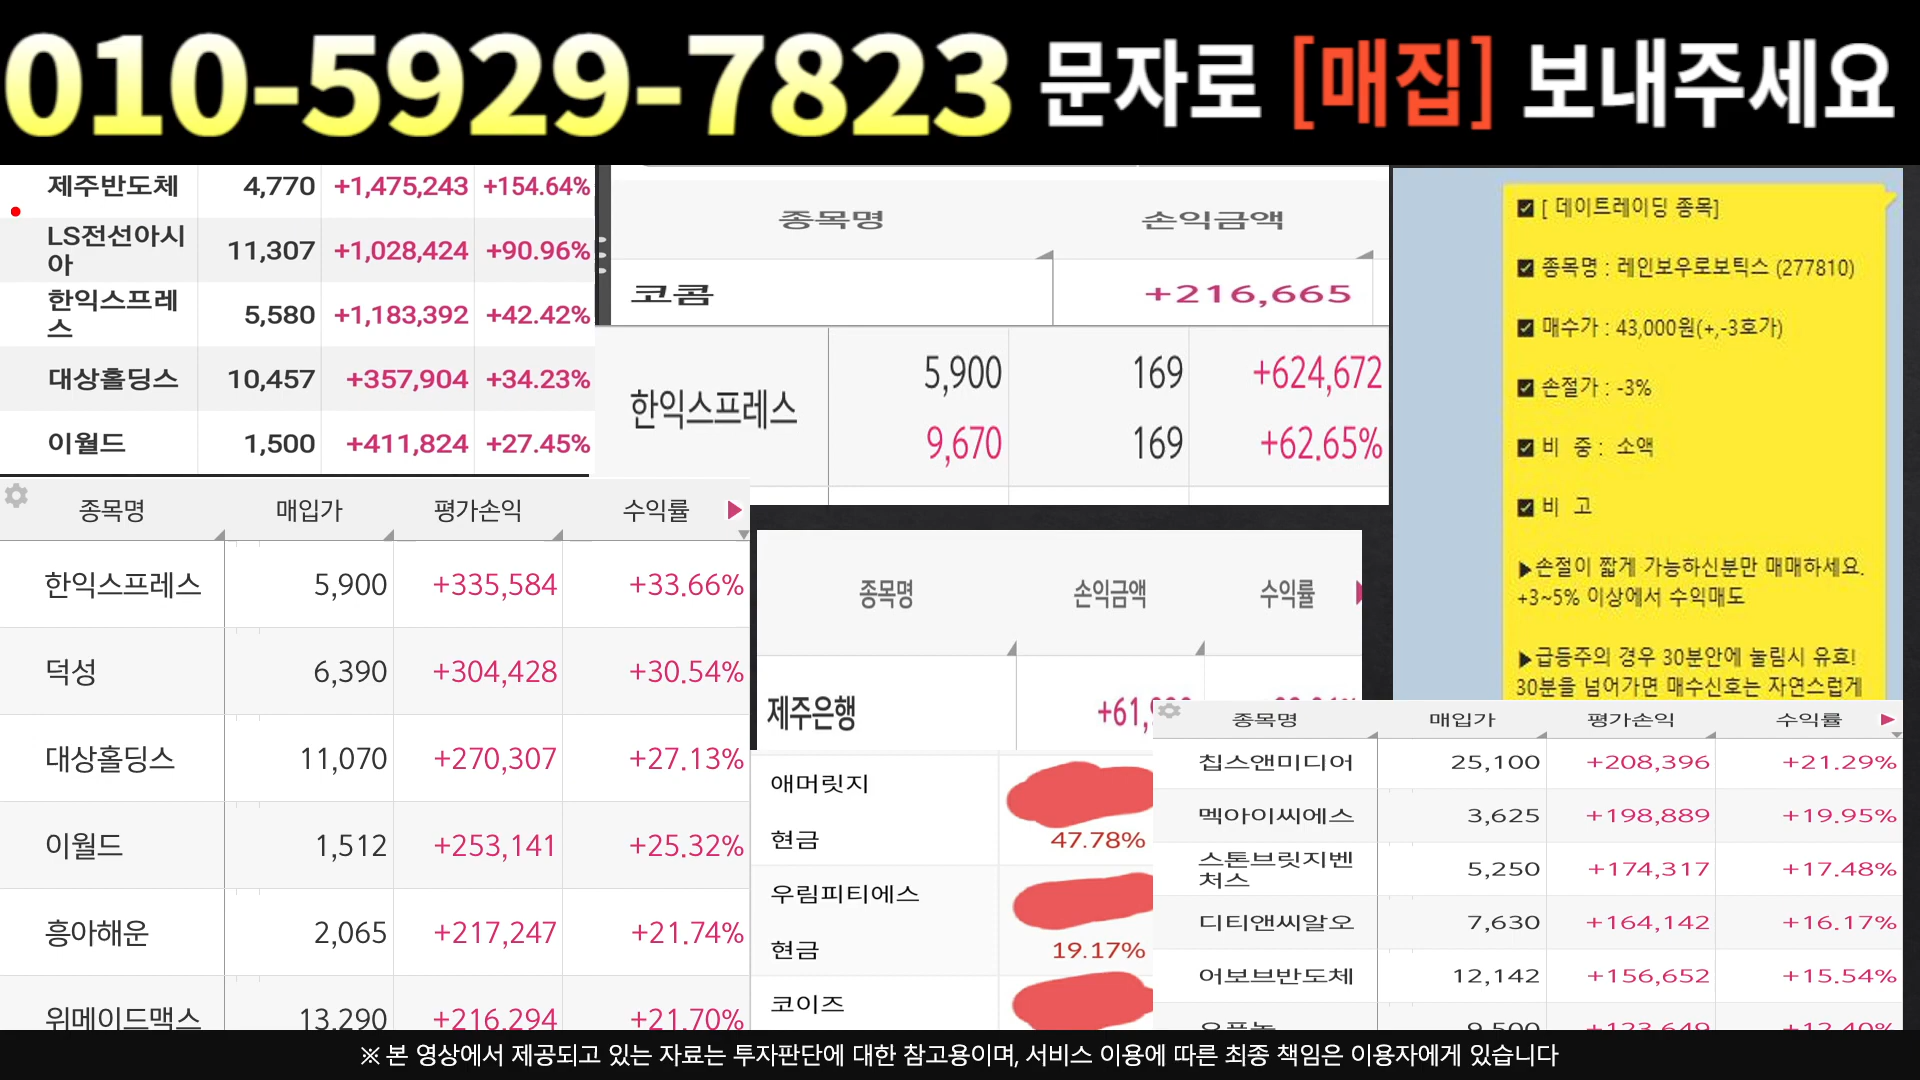 010-5929-7823 문자로 [매집] 보내주세요
제주반도체 4,770 +1,475,243 +154.64%
LS전선아시아 11,307 +1,028,424 +90.96%
한익스프레스 5,580 +1,183,392 +42.42%
대상홀딩스 10,457 +357,904 +34.23%
이월드 1,500 +411,824 +27.45%
종목명 손익금액
코콤 +216,665
한익스프레스 5,900 169 +624,672
9,670 169 +62.65%
☑ [ 데이트레이딩 종목]
☑ 종목명 : 레인보우로보틱스 (277810)
☑ 매수가 : 43,000원(+,-3호가)
☑ 손절가 : -3%
☑ 비 중 : 소액
☑ 비 고
▶손절이 짧게 가능하신분만 매매하세요.
+3~5% 이상에서 수익매도
▶급등주의 경우 30분안에 눌림시 유효!
30분을 넘어가면 매수신호는 자연스럽게
종목명 매입가 평가손익 수익률
한익스프레스 5,900 +335,584 +33.66%
덕성 6,390 +304,428 +30.54%
대상홀딩스 11,070 +270,307 +27.13%
이월드 1,512 +253,141 +25.32%
흥아해운 2,065 +217,247 +21.74%
위메이드맥스 13,290 +216,294 +21.70%
종목명 손익금액 수익률
제주은행
애머릿지
현금 47.78%
우림피티에스
현금 19.17%
코이즈
종목명 매입가 평가손익 수익률
칩스앤미디어 25,100 +208,396 +21.29%
멕아이씨에스 3,625 +198,889 +19.95%
스톤브릿지벤처스 5,250 +174,317 +17.48%
디티앤씨알오 7,630 +164,142 +16.17%
어보브반도체 12,142 +156,652 +15.54%
※ 본 영상에서 제공되고 있는 자료는 투자판단에 대한 참고용이며, 서비스 이용에 따른 최종 책임은 이용자에게 있습니다